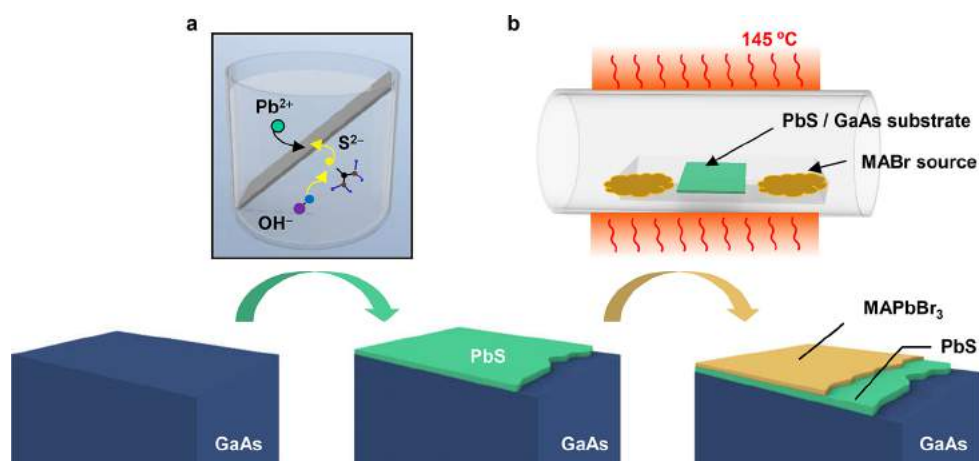 a
Pb²⁺
S²⁻
OH⁻
b
145 ºC
PbS / GaAs substrate
MABr source
GaAs
PbS
GaAs
MAPbBr₃
PbS
GaAs